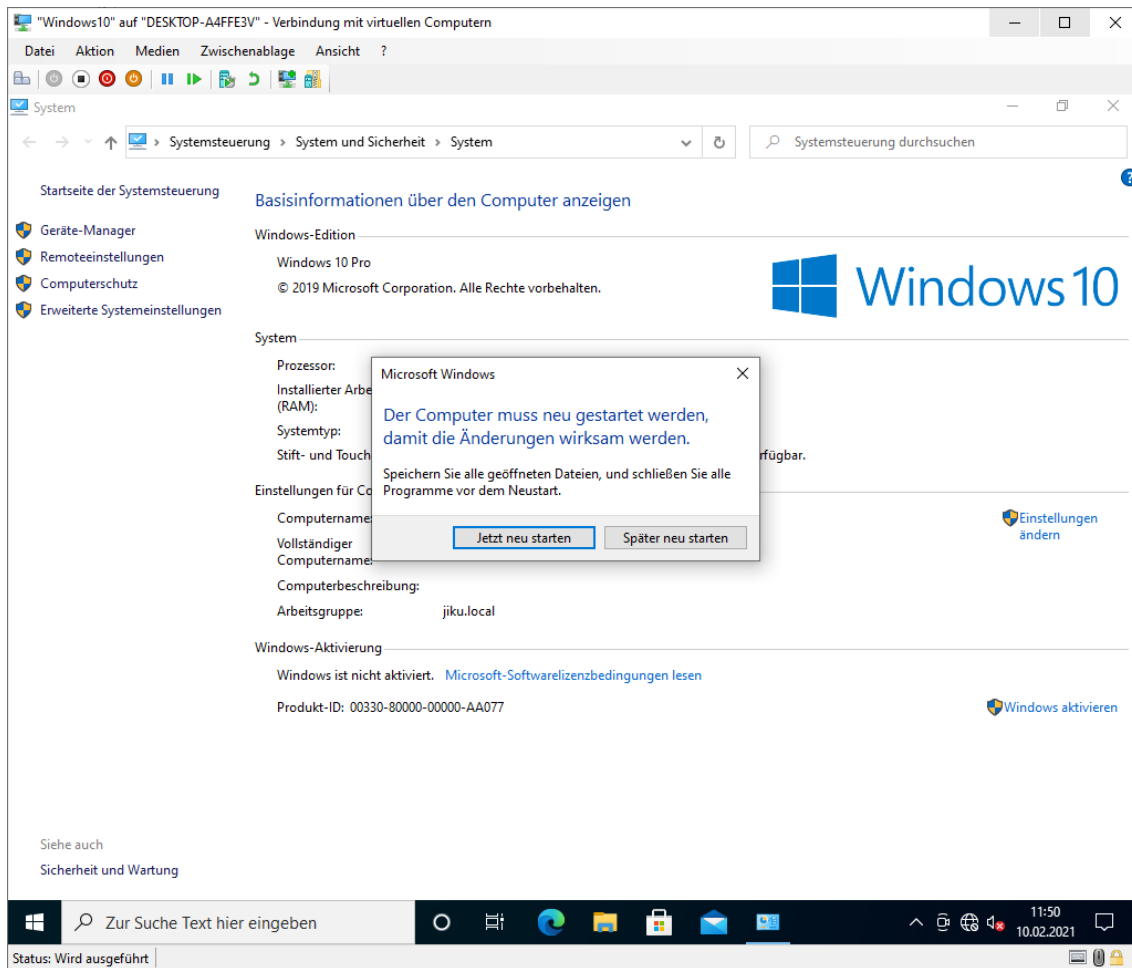 "Windows10" auf "DESKTOP-A4FFE3V" - Verbindung mit virtuellen Computern
Datei Aktion Medien Zwischenablage Ansicht ?
System
Systemsteuerung > System und Sicherheit > System
Systemsteuerung durchsuchen
Startseite der Systemsteuerung
Geräte-Manager
Remoteeinstellungen
Computerschutz
Erweiterte Systemeinstellungen
Basisinformationen über den Computer anzeigen
Windows-Edition
Windows 10 Pro
© 2019 Microsoft Corporation. Alle Rechte vorbehalten.
Windows 10
System
Prozessor:
Installierter Arbe
(RAM):
Systemtyp:
Stift- und Touch
rfügbar.
Microsoft Windows
Der Computer muss neu gestartet werden,
damit die Änderungen wirksam werden.
Speichern Sie alle geöffneten Dateien, und schließen Sie alle
Programme vor dem Neustart.
Jetzt neu starten Später neu starten
Einstellungen für Co
Computername:
Vollständiger
Computername:
Computerbeschreibung:
Arbeitsgruppe: jiku.local
Einstellungen
ändern
Windows-Aktivierung
Windows ist nicht aktiviert. Microsoft-Softwarelizenzbedingungen lesen
Produkt-ID: 00330-80000-00000-AA077
Windows aktivieren
Siehe auch
Sicherheit und Wartung
Zur Suche Text hier eingeben
11:50
10.02.2021
Status: Wird ausgeführt